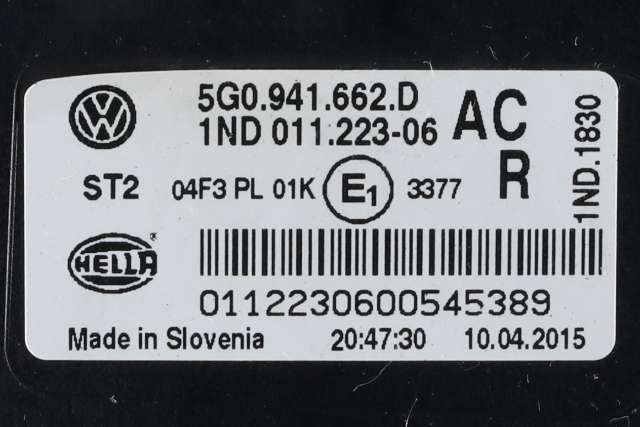 5G0.941.662.D
1ND 011.223-06
AC
R
1ND.1830
ST2
04F3 PL 01K E1 3377
HELLA
®
0112230600545389
Made in Slovenia 20:47:30 10.04.2015